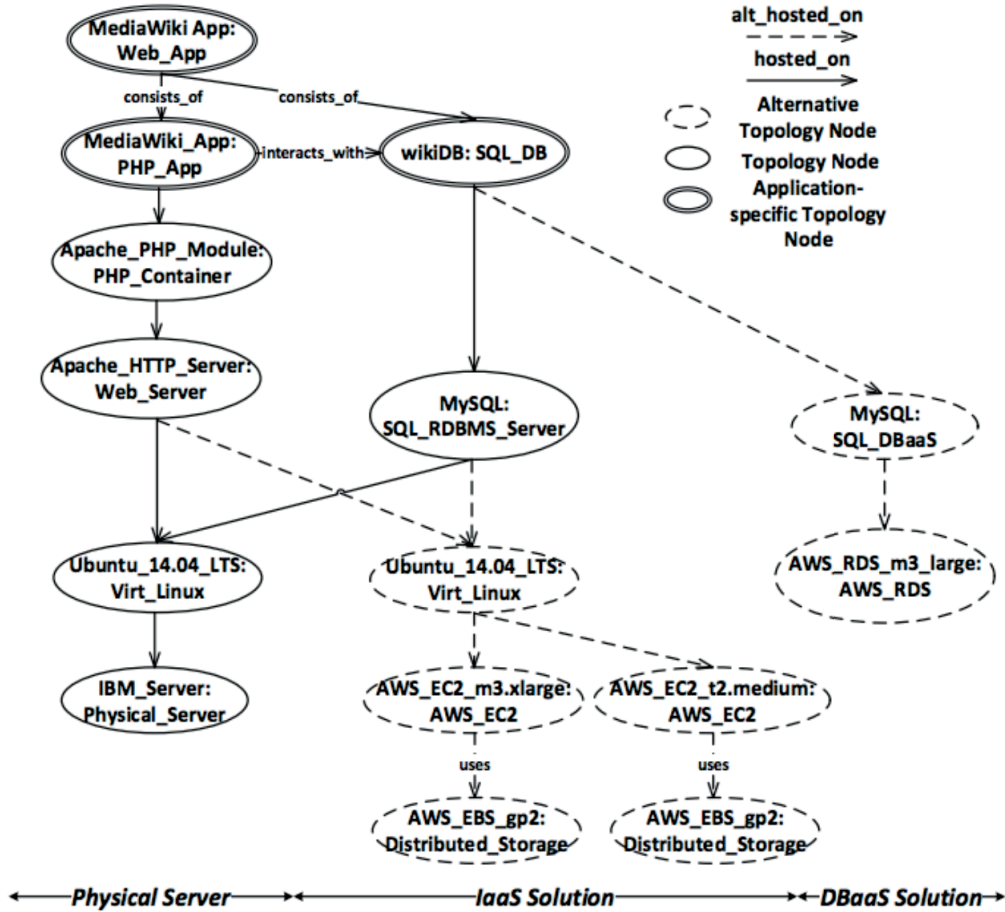 MediaWiki App:
Web_App
alt_hosted_on
hosted_on
Alternative
Topology Node
Topology Node
Application-
specific Topology
Node
consists_of
consists_of
MediaWiki_App:
PHP_App
interacts_with
wikiDB: SQL_DB
Apache_PHP_Module:
PHP_Container
Apache_HTTP_Server:
Web_Server
MySQL:
SQL_RDBMS_Server
MySQL:
SQL_DBaaS
Ubuntu_14.04_LTS:
Virt_Linux
Ubuntu_14.04_LTS:
Virt_Linux
AWS_RDS_m3_large:
AWS_RDS
IBM_Server:
Physical_Server
AWS_EC2_m3.xlarge:
AWS_EC2
AWS_EC2_t2.medium:
AWS_EC2
uses
uses
AWS_EBS_gp2:
Distributed_Storage
AWS_EBS_gp2:
Distributed_Storage
Physical Server
IaaS Solution
DBaaS Solution